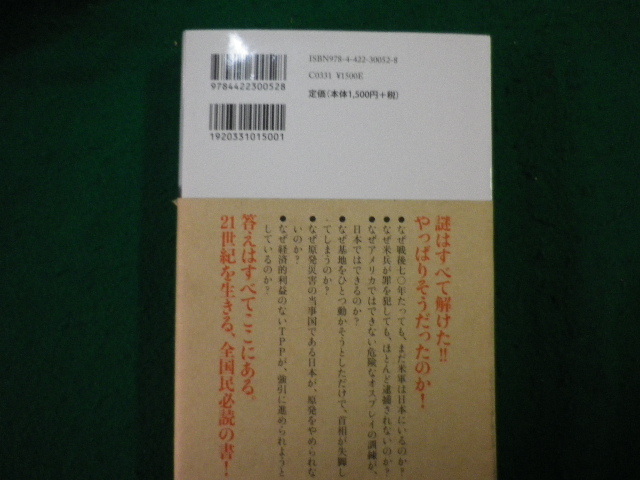 ISBN978-4-422-30052-8
C0331 ¥1500E
定価(本体1,500円+税)
9784422300528
1920331015001
謎はすべて解けた!!
やっぱりそうだったのか!
●なぜ戦後七〇年たっても、まだ米軍は日本にいるのか?
●なぜ米兵が罪を犯しても、ほとんど逮捕されないのか?
●なぜアメリカではできない危険なオスプレイの訓練が、
日本ではできるのか?
●なぜ基地をひとつ動かそうとしただけで、首相が失脚し
てしまうのか?
●なぜ原発災害の当事国である日本が、原発をやめられな
いのか?
●なぜ経済的利益のないTPPが、強引に進められようと
しているのか?
答えはすべてここにある。
21世紀を生きる、全国民必読の書!